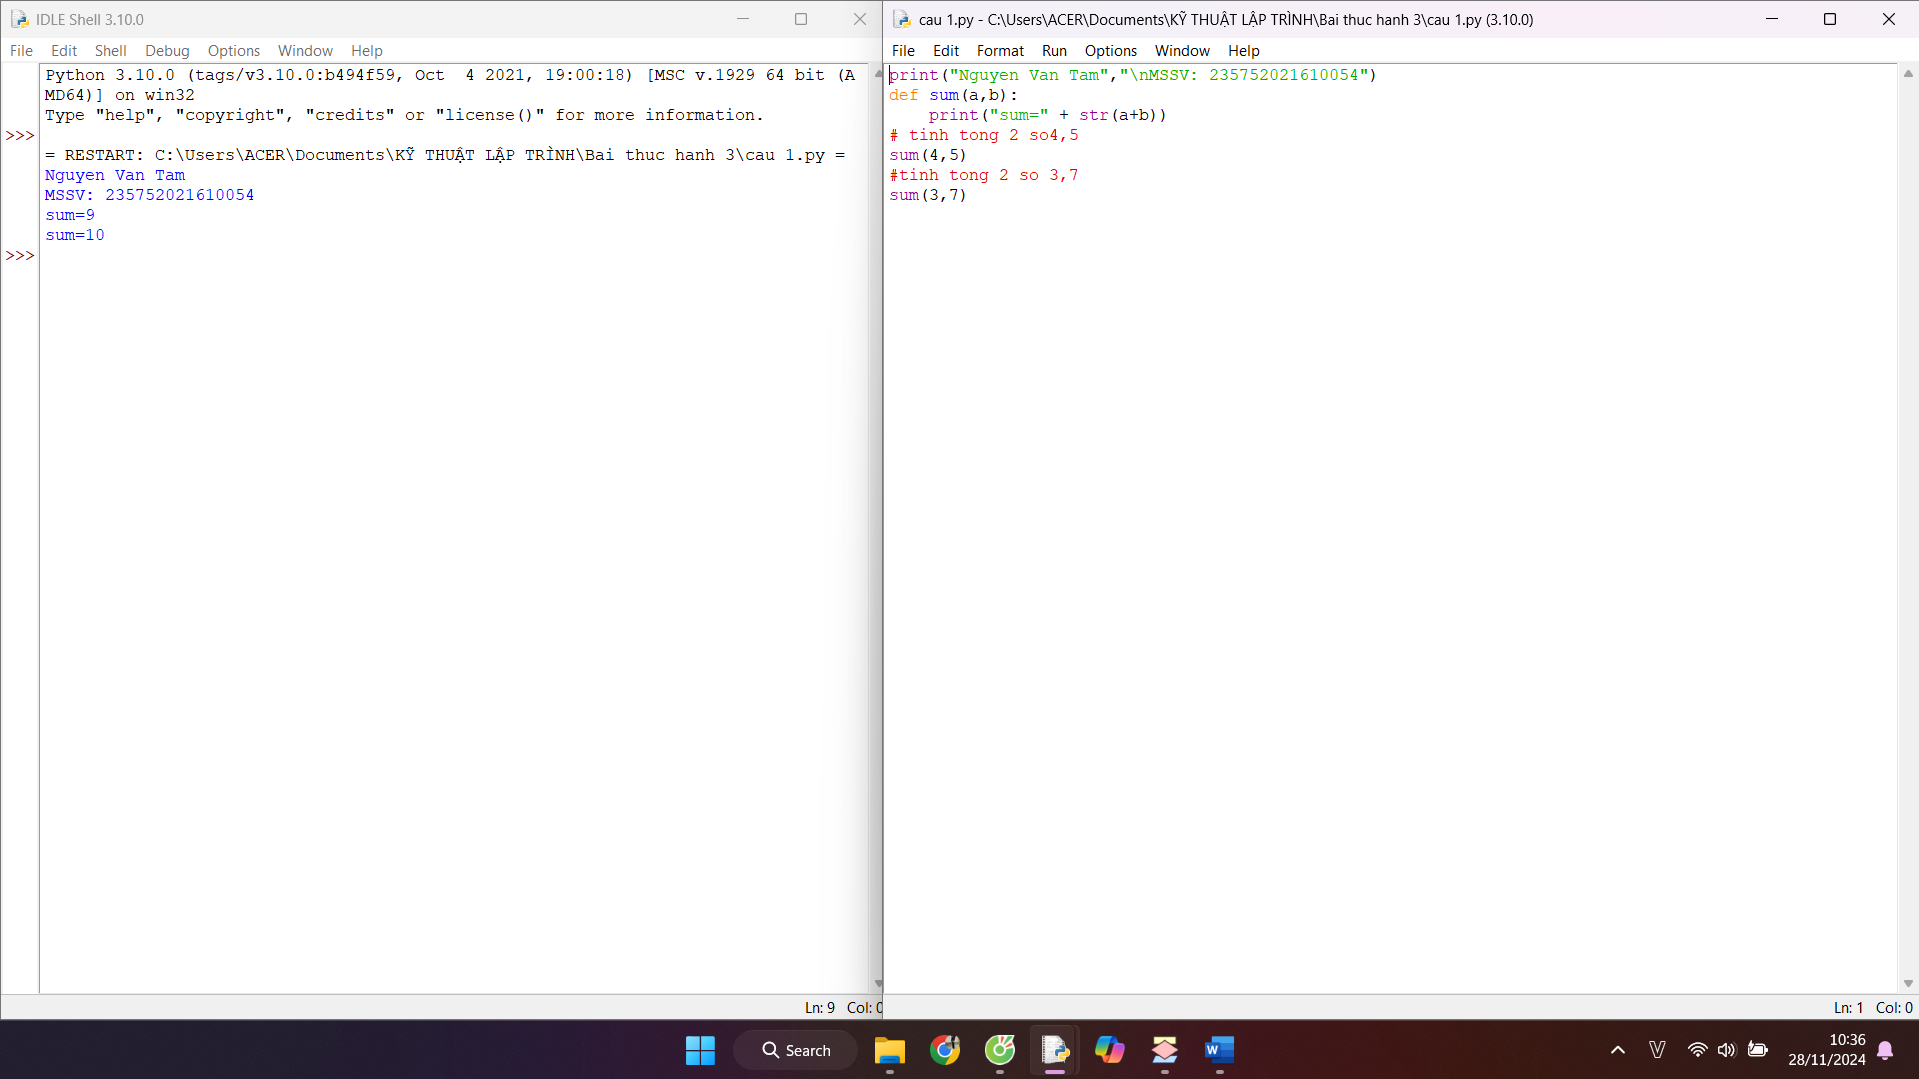 IDLE Shell 3.10.0
File Edit Shell Debug Options Window Help
Python 3.10.0 (tags/v3.10.0:b494f59, Oct  4 2021, 19:00:18) [MSC v.1929 64 bit (A
MD64)] on win32
Type "help", "copyright", "credits" or "license()" for more information.
>>>
= RESTART: C:\Users\ACER\Documents\KỸ THUẬT LẬP TRÌNH\Bai thuc hanh 3\cau 1.py =
Nguyen Van Tam
MSSV: 235752021610054
sum=9
sum=10
>>>
Ln: 9 Col: 0
cau 1.py - C:\Users\ACER\Documents\KỸ THUẬT LẬP TRÌNH\Bai thuc hanh 3\cau 1.py (3.10.0)
File Edit Format Run Options Window Help
print("Nguyen Van Tam","\nMSSV: 235752021610054")
def sum(a,b):
    print("sum=" + str(a+b))
# tinh tong 2 so4,5
sum(4,5)
#tinh tong 2 so 3,7
sum(3,7)
Ln: 1 Col: 0
Search
V
10:36
28/11/2024